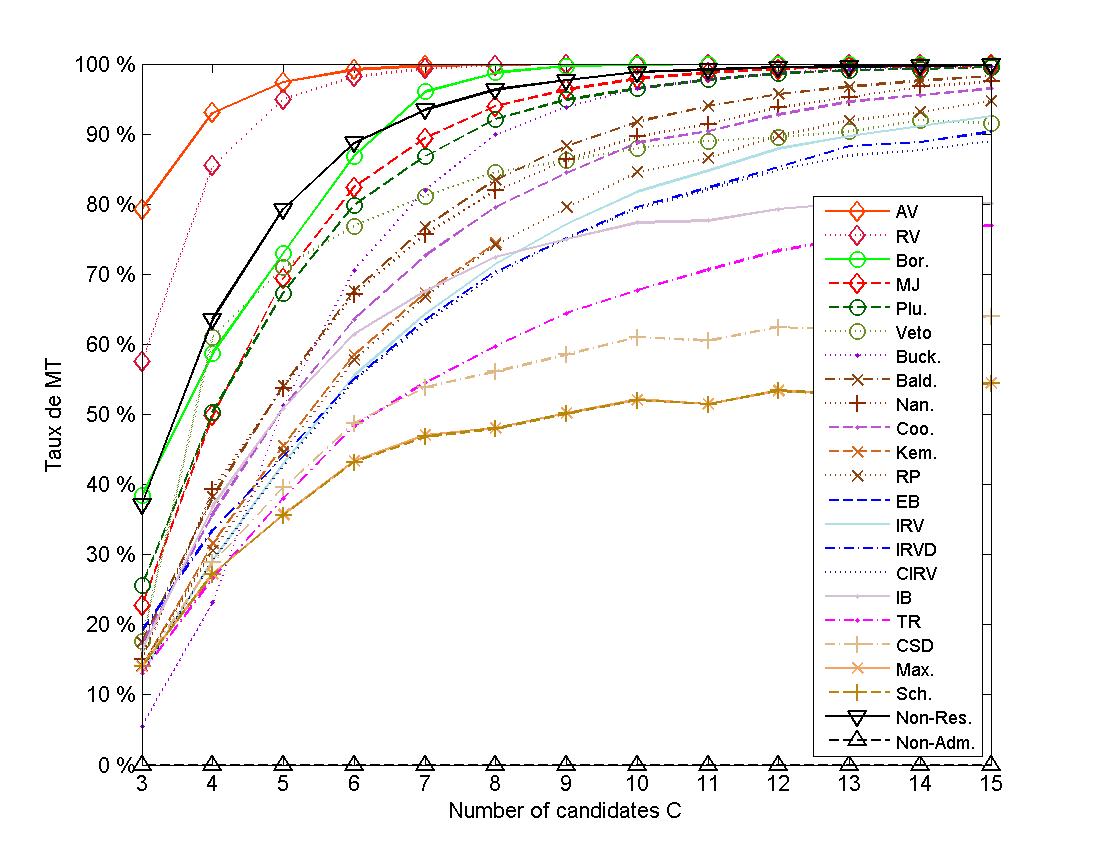 100 %
90 %
80 %
70 %
60 %
50 %
40 %
30 %
20 %
10 %
0 %
Taux de MT
3 4 5 6 7 8 9 10 11 12 13 14 15
Number of candidates C
AV
RV
Bor.
MJ
Plu.
Veto
Buck.
Bald.
Nan.
Coo.
Kem.
RP
EB
IRV
IRVD
CIRV
IB
TR
CSD
Max.
Sch.
Non-Res.
Non-Adm.